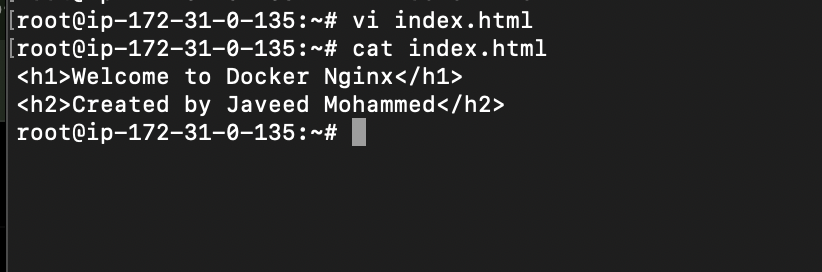 [root@ip-172-31-0-135:~# vi index.html
[root@ip-172-31-0-135:~# cat index.html
<h1>Welcome to Docker Nginx</h1>
<h2>Created by Javeed Mohammed</h2>
root@ip-172-31-0-135:~#